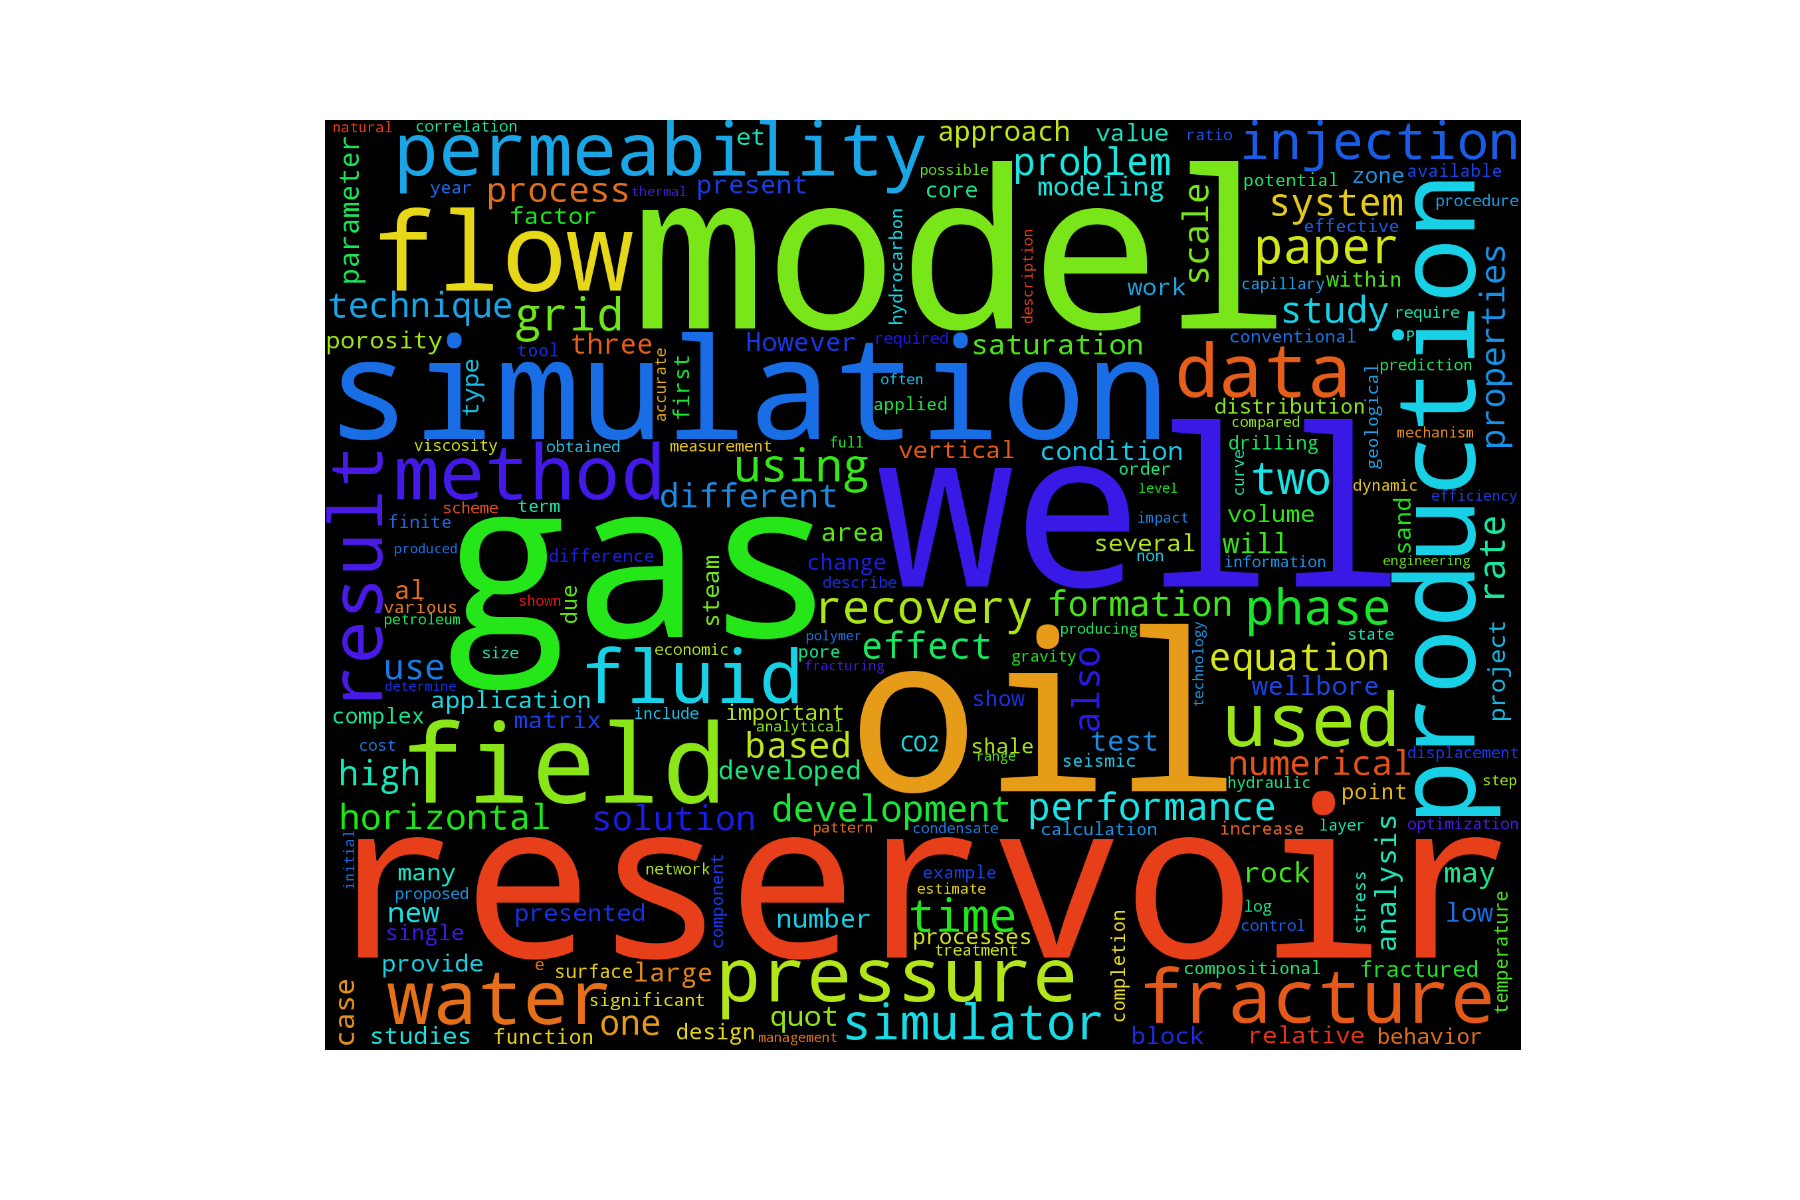 natural
correlation
permeability
et
approach
value
ratio
injection
parameter
year
process
thermal
present
possible
core
problem
modeling
scale
potential
zone
available
factor
flow
model
hydrocarbon
description
system
effective
procedure
paper
production
properties
technique
grid
work
capillary
within
study
require
porosity
tool
three
However
required
saturation
conventional
P
simulation
type
accurate
first
often
applied
data
prediction
distribution
geological
compared
mechanism
viscosity
obtained
measurement
full
vertical
condition
drilling
result
method
using
different
well
order
level
curve
two
dynamic
efficiency
scheme
term
finite
produced
gas
difference
area
change
describe
several
impact
non
volume
will
information
sand
rate
engineering
al
various
petroleum
shown
due
steam
recovery
formation
phase
size
economic
polymer
pore
fracturing
effect
gravity
producing
technology
state
equation
use
determine
fluid
application
oil
also
show
wellbore
project
complex
matrix
include
important
analytical
based
CO2
shale
range
test
seismic
used
cost
high
field
developed
numerical
displacement
hydraulic
step
point
horizontal
solution
development
performance
pattern
condensate
calculation
increase
layer
optimization
initial
reservoir
many
proposed
network
component
example
estimate
rock
analysis
may
new
single
presented
number
time
processes
treatment
log
control
stress
low
temperature
provide
e
surface
large
pressure
completion
compositional
fractured
case
water
significant
quot
simulator
fracture
studies
function
one
design
management
block
relative
behavior